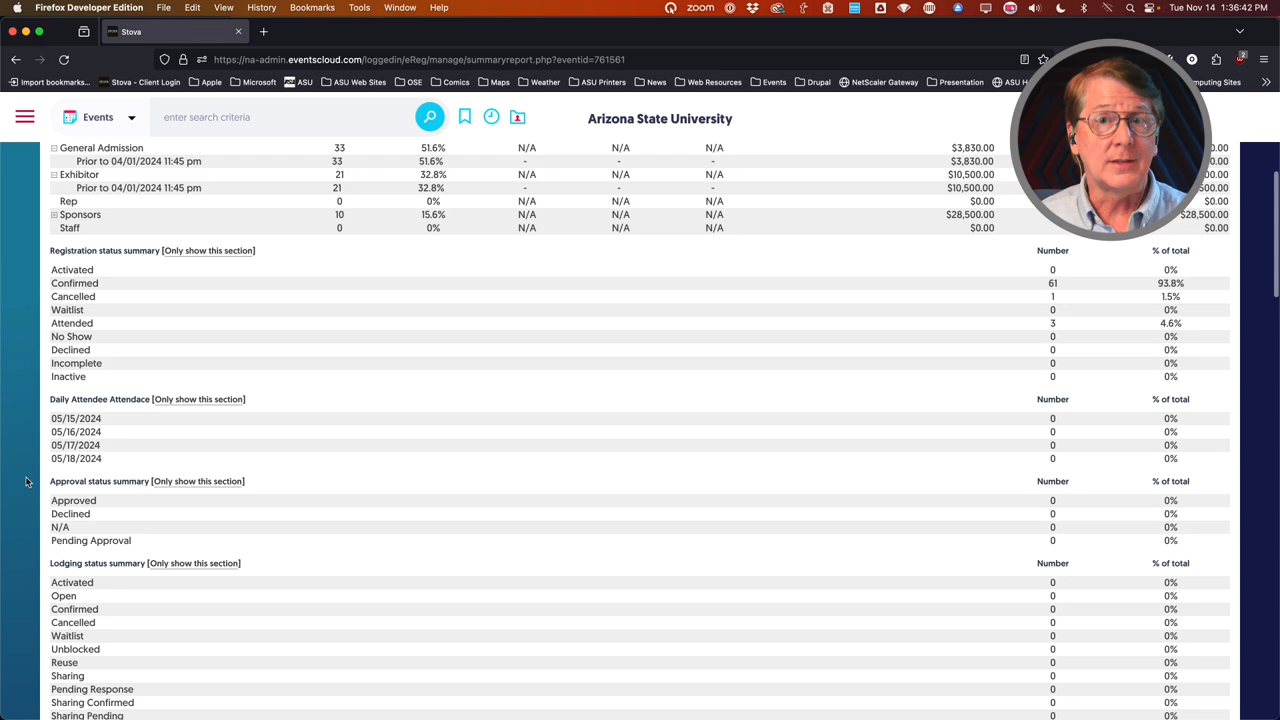 Firefox Developer Edition File Edit View History Bookmarks Tools Window Help zoom Tue Nov 14 1:36:42 PM
Stova
https://na-admin.eventscloud.com/loggedin/eReg/manage/summaryreport.php?eventid=761561
Import bookmarks... Stova - Client Login Apple Microsoft ASU ASU Web Sites OSE Comics Maps Weather ASU Printers News Web Resources Events Drupal NetScaler Gateway Presentation ASU
Events enter search criteria Arizona State University
General Admission 33 51.6% N/A N/A N/A $3,830.00
Prior to 04/01/2024 11:45 pm 33 51.6% - - - $3,830.00
Exhibitor 21 32.8% N/A N/A N/A $10,500.00
Prior to 04/01/2024 11:45 pm 21 32.8% - - - $10,500.00
Rep 0 0% N/A N/A N/A $0.00 $0.00
Sponsors 10 15.6% N/A N/A N/A $28,500.00 $28,500.00
Staff 0 0% N/A N/A N/A $0.00 $0.00
Registration status summary [Only show this section] Number % of total
Activated 0 0%
Confirmed 61 93.8%
Cancelled 1 1.5%
Waitlist 0 0%
Attended 3 4.6%
No Show 0 0%
Declined 0 0%
Incomplete 0 0%
Inactive 0 0%
Daily Attendee Attendace [Only show this section] Number % of total
05/15/2024 0 0%
05/16/2024 0 0%
05/17/2024 0 0%
05/18/2024 0 0%
Approval status summary [Only show this section] Number % of total
Approved 0 0%
Declined 0 0%
N/A 0 0%
Pending Approval 0 0%
Lodging status summary [Only show this section] Number % of total
Activated 0 0%
Open 0 0%
Confirmed 0 0%
Cancelled 0 0%
Waitlist 0 0%
Unblocked 0 0%
Reuse 0 0%
Sharing 0 0%
Pending Response 0 0%
Sharing Confirmed 0 0%
Sharing Pending 0 0%